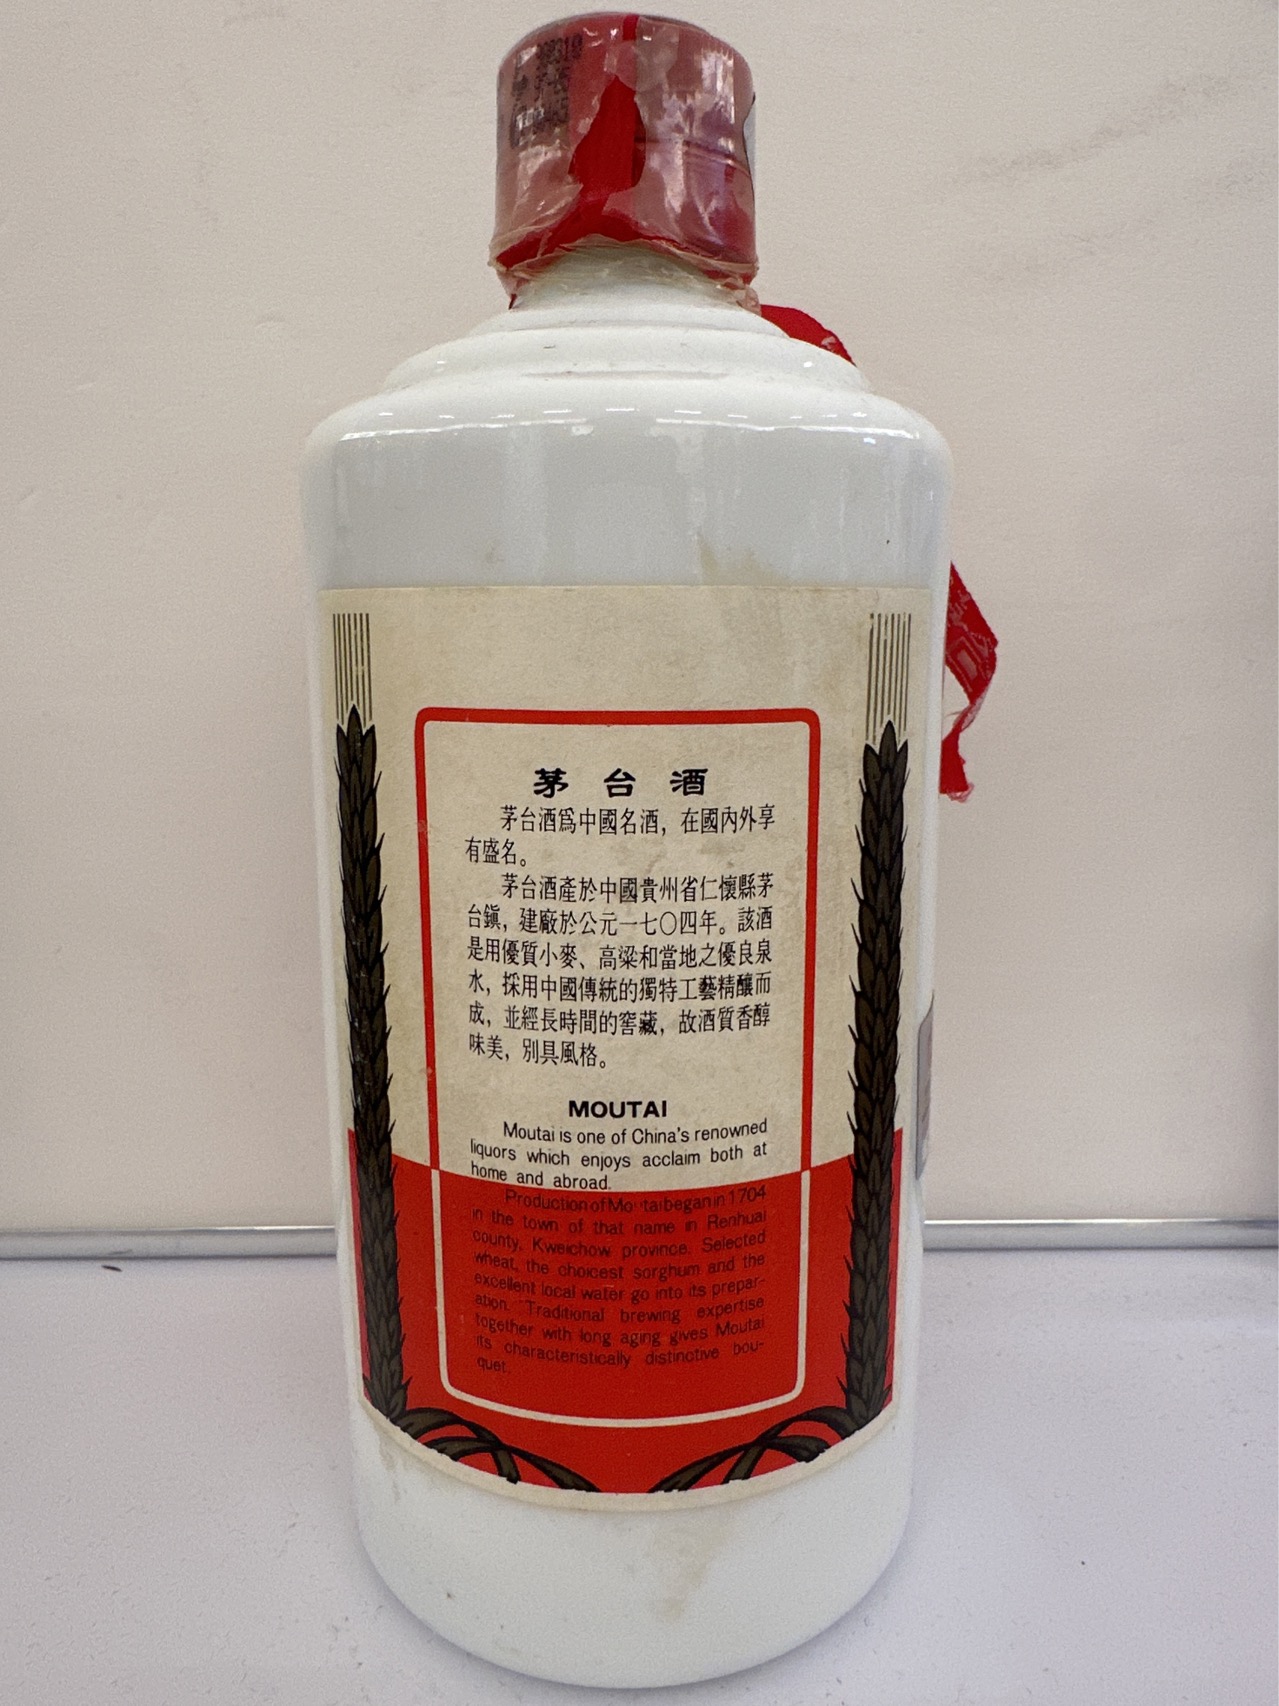 茅台酒
茅台酒爲中國名酒，在國內外享
有盛名。
茅台酒產於中國貴州省仁懷縣茅
台鎮，建廠於公元一七〇四年。該酒
是用優質小麥、高粱和當地之優良泉
水，採用中國傳統的獨特工藝精釀而
成，並經長時間的窖藏，故酒質香醇
味美，別具風格。
MOUTAI
Moutai is one of China's renowned
liquors which enjoys acclaim both at
home and abroad.
Production of Moutai began in 1704
in the town of that name in Renhuai
county, Kweichow province. Selected
wheat, the choicest sorghum and the
excellent local water go into its prepar-
ation. Traditional brewing expertise
together with long aging gives Moutai
its characteristically distinctive bou-
quet.